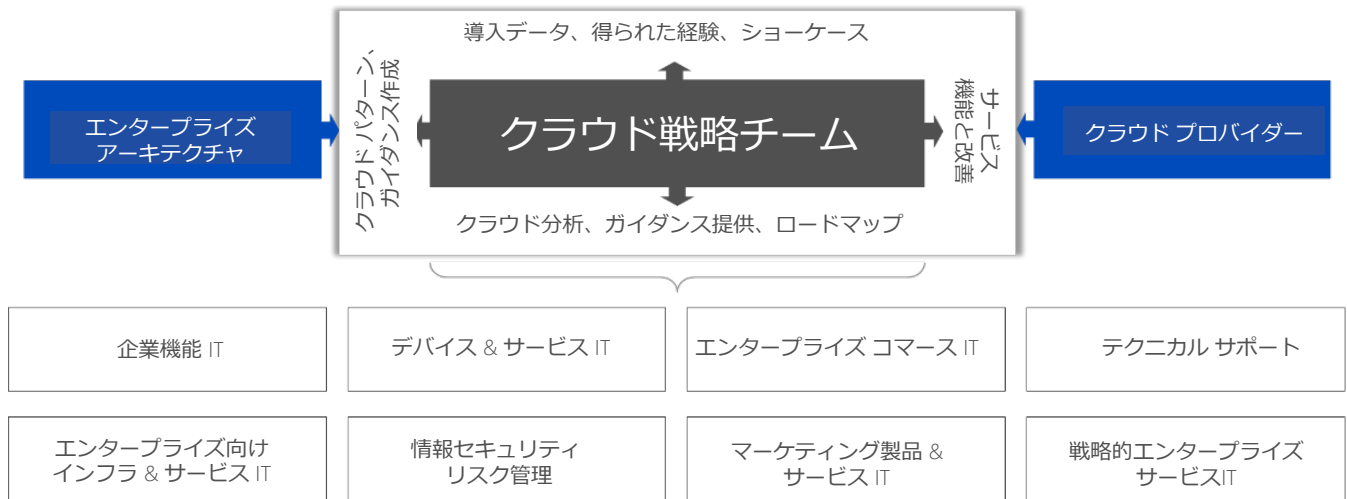 導入データ、得られた経験、ショーケース
エンタープライズ
アーキテクチャ
クラウド パターン、
ガイダンス作成
クラウド戦略チーム
サービス
機能と改善
クラウド プロバイダー
クラウド分析、ガイダンス提供、ロードマップ
企業機能 IT
デバイス & サービス IT
エンタープライズ コマース IT
テクニカル サポート
エンタープライズ向け
インフラ & サービス IT
情報セキュリティ
リスク管理
マーケティング製品 &
サービス IT
戦略的エンタープライズ
サービスIT